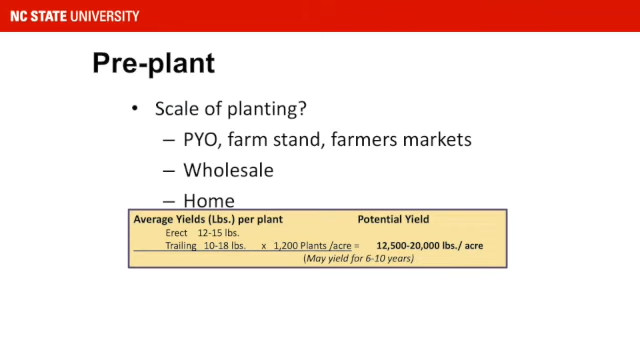 NC STATE UNIVERSITY
Pre-plant
• Scale of planting?
– PYO, farm stand, farmers markets
– Wholesale
– Home
Average Yields (Lbs.) per plant Potential Yield
Erect 12-15 lbs.
Trailing 10-18 lbs. x 1,200 Plants /acre = 12,500-20,000 lbs./ acre
(May yield for 6-10 years)